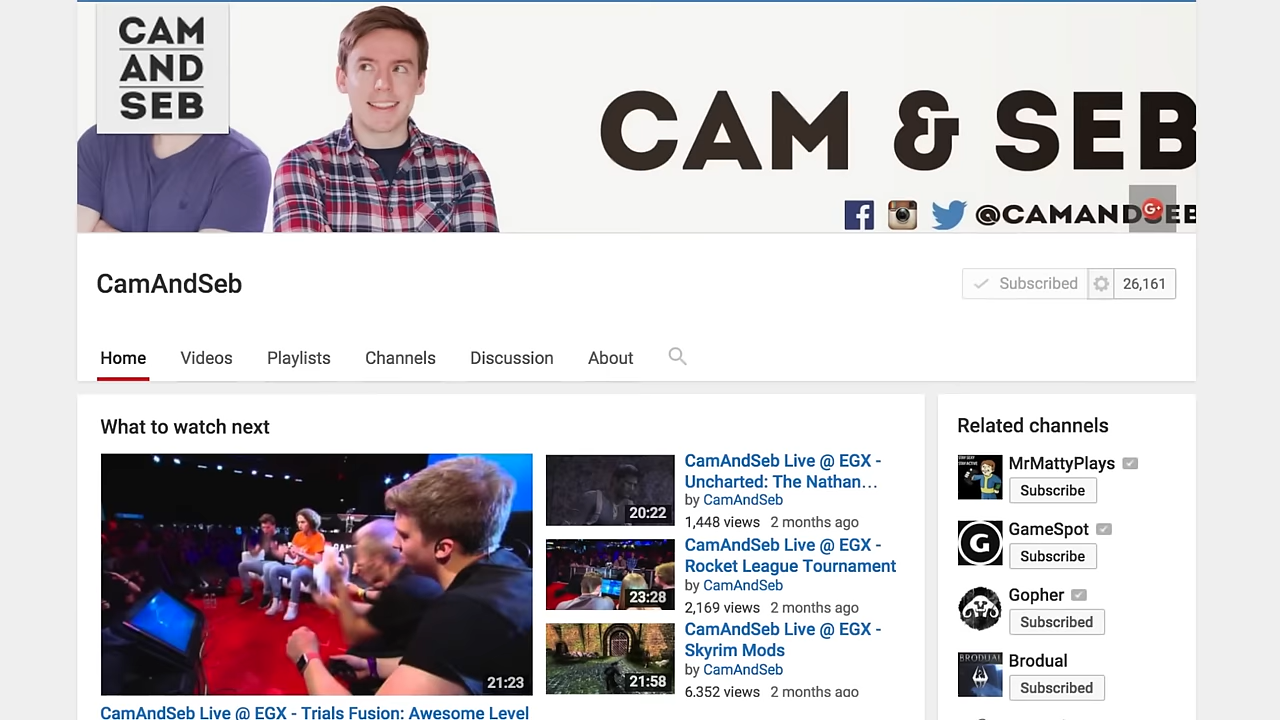 CAM
AND
SEB
CAM & SEB
@CAMANDSEB
G+
CamAndSeb
Subscribed
26,161
Home
Videos
Playlists
Channels
Discussion
About
What to watch next
21:23
CamAndSeb Live @ EGX - Trials Fusion: Awesome Level
20:22
CamAndSeb Live @ EGX -
Uncharted: The Nathan…
by CamAndSeb
1,448 views 2 months ago
23:28
CamAndSeb Live @ EGX -
Rocket League Tournament
by CamAndSeb
2,169 views 2 months ago
21:58
CamAndSeb Live @ EGX -
Skyrim Mods
by CamAndSeb
6,352 views 2 months ago
Related channels
MrMattyPlays
Subscribe
GameSpot
Subscribe
Gopher
Subscribed
BRODUAL
Brodual
Subscribed